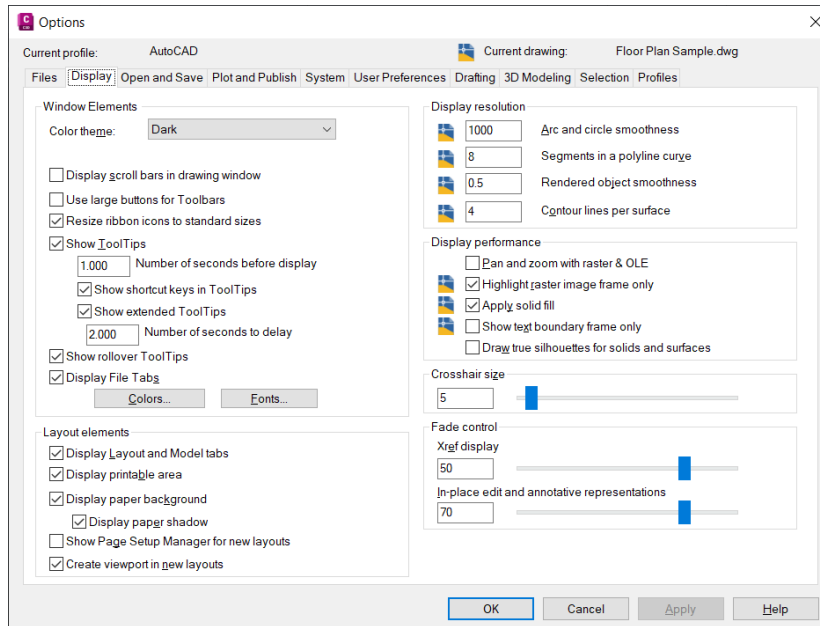 Options
Current profile: AutoCAD Current drawing: Floor Plan Sample.dwg
Files Display Open and Save Plot and Publish System User Preferences Drafting 3D Modeling Selection Profiles
Window Elements
Color theme: Dark
Display scroll bars in drawing window
Use large buttons for Toolbars
Resize ribbon icons to standard sizes
Show ToolTips
1.000 Number of seconds before display
Show shortcut keys in ToolTips
Show extended ToolTips
2.000 Number of seconds to delay
Show rollover ToolTips
Display File Tabs
Colors... Fonts...
Layout elements
Display Layout and Model tabs
Display printable area
Display paper background
Display paper shadow
Show Page Setup Manager for new layouts
Create viewport in new layouts
Display resolution
1000 Arc and circle smoothness
8 Segments in a polyline curve
0.5 Rendered object smoothness
4 Contour lines per surface
Display performance
Pan and zoom with raster & OLE
Highlight raster image frame only
Apply solid fill
Show text boundary frame only
Draw true silhouettes for solids and surfaces
Crosshair size
5
Fade control
Xref display
50
In-place edit and annotative representations
70
OK Cancel Apply Help